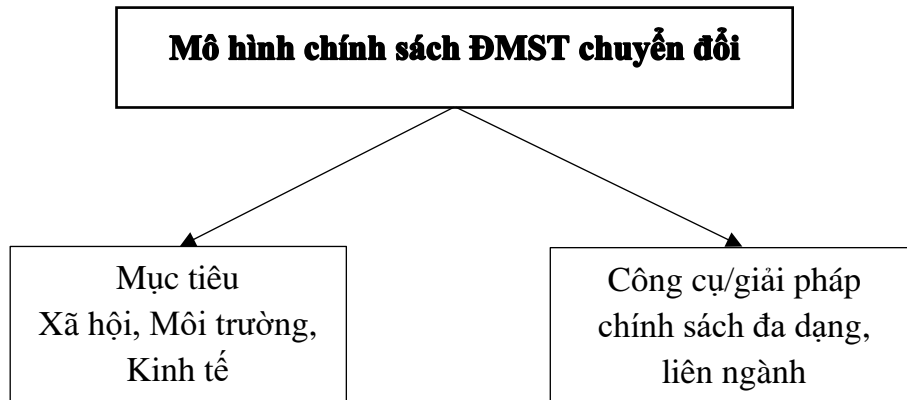 Mô hình chính sách ĐMST chuyển đổi
Mục tiêu
Xã hội, Môi trường,
Kinh tế
Công cụ/giải pháp
chính sách đa dạng,
liên ngành